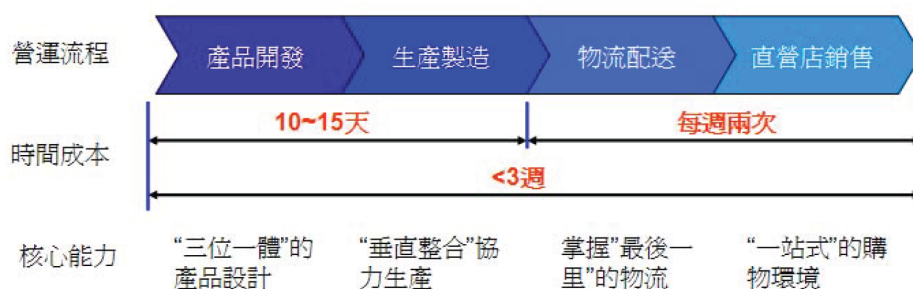 營運流程
產品開發
生產製造
物流配送
直營店銷售
時間成本
10~15天
每週兩次
<3週
核心能力
“三位一體”的
產品設計
“垂直整合”協
力生產
掌握”最後一
里”的物流
“一站式”的購
物環境